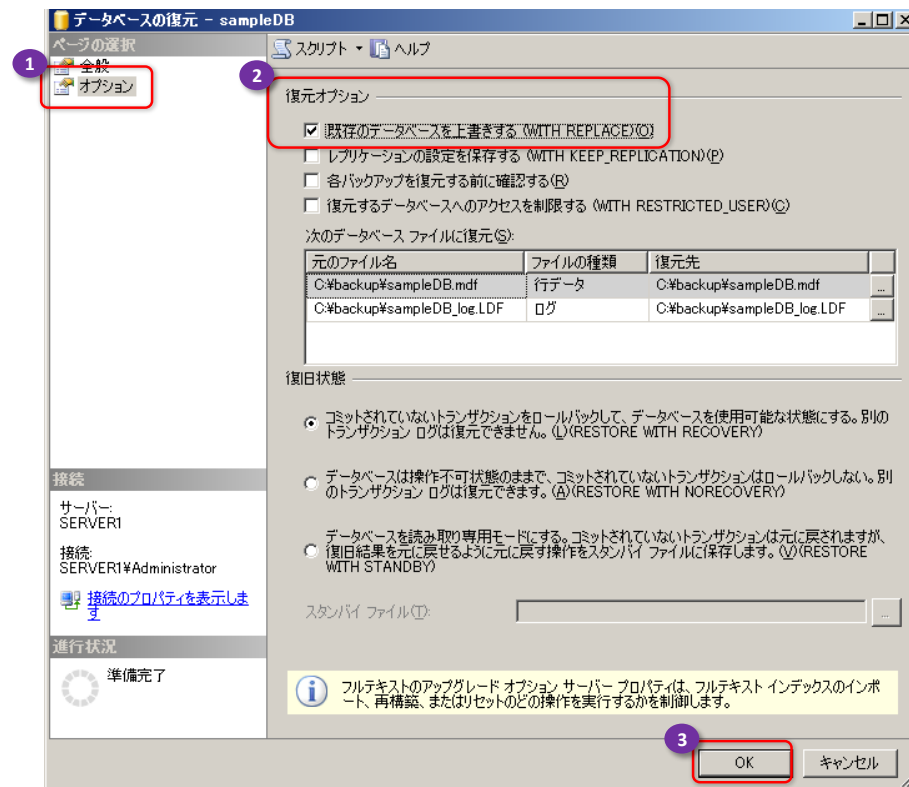 データベースの復元 - sampleDB
ページの選択
1
全般
オプション
スクリプト
ヘルプ
2
復元オプション
既存のデータベースを上書きする (WITH REPLACE)(O)
レプリケーションの設定を保存する (WITH KEEP_REPLICATION)(P)
各バックアップを復元する前に確認する(R)
復元するデータベースへのアクセスを制限する (WITH RESTRICTED_USER)(C)
次のデータベース ファイルに復元(S):
元のファイル名 ファイルの種類 復元先
C:¥backup¥sampleDB.mdf 行データ C:¥backup¥sampleDB.mdf ...
C:¥backup¥sampleDB_log.LDF ログ C:¥backup¥sampleDB_log.LDF ...
復旧状態
コミットされていないトランザクションをロールバックして、データベースを使用可能な状態にする。別の
トランザクション ログは復元できません。(L)(RESTORE WITH RECOVERY)
データベースは操作不可状態のままで、コミットされていないトランザクションはロールバックしない。別
のトランザクション ログは復元できます。(A)(RESTORE WITH NORECOVERY)
データベースを読み取り専用モードにする。コミットされていないトランザクションは元に戻されますが、
復旧結果を元に戻せるように元に戻す操作をスタンバイ ファイルに保存します。(V)(RESTORE
WITH STANDBY)
スタンバイ ファイル(T):
...
接続
サーバー:
SERVER1
接続:
SERVER1¥Administrator
接続のプロパティを表示しま
す
進行状況
準備完了
フルテキストのアップグレード オプション サーバー プロパティは、フルテキスト インデックスのインポ
ート、再構築、またはリセットのどの操作を実行するかを制御します。
3
OK
キャンセル